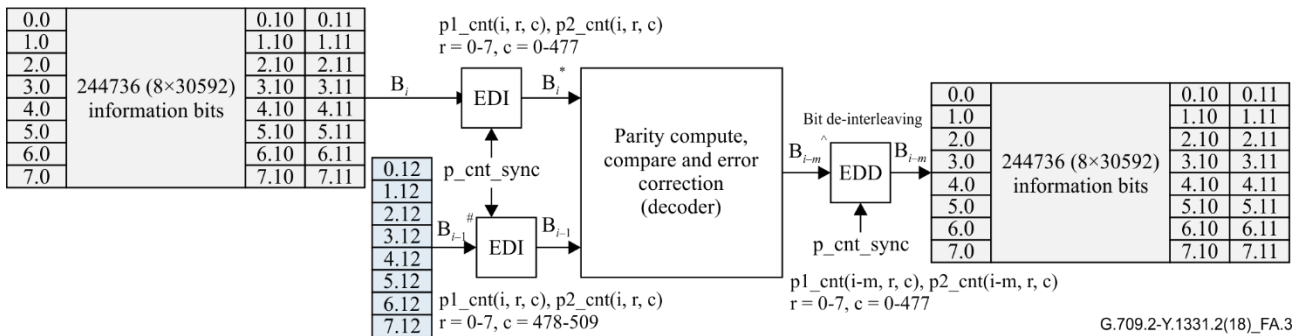 0.0 0.10 0.11
1.0 1.10 1.11
2.0 2.10 2.11
3.0 3.10 3.11
4.0 4.10 4.11
5.0 5.10 5.11
6.0 6.10 6.11
7.0 7.10 7.11
244736 (8×30592)
information bits
B_i
p1_cnt(i, r, c), p2_cnt(i, r, c)
r = 0-7, c = 0-477
EDI
B_i^*
p_cnt_sync
0.12
1.12
2.12
3.12
4.12
5.12
6.12
7.12
B_{i–1}^#
EDI
B_{i–1}
p1_cnt(i, r, c), p2_cnt(i, r, c)
r = 0-7, c = 478-509
Parity compute,
compare and error
correction
(decoder)
Bit de-interleaving
B_{i–m}^^
EDD
B_{i–m}
p_cnt_sync
p1_cnt(i-m, r, c), p2_cnt(i-m, r, c)
r = 0-7, c = 0-477
0.0 0.10 0.11
1.0 1.10 1.11
2.0 2.10 2.11
3.0 3.10 3.11
4.0 4.10 4.11
5.0 5.10 5.11
6.0 6.10 6.11
7.0 7.10 7.11
244736 (8×30592)
information bits
G.709.2-Y.1331.2(18)_FA.3